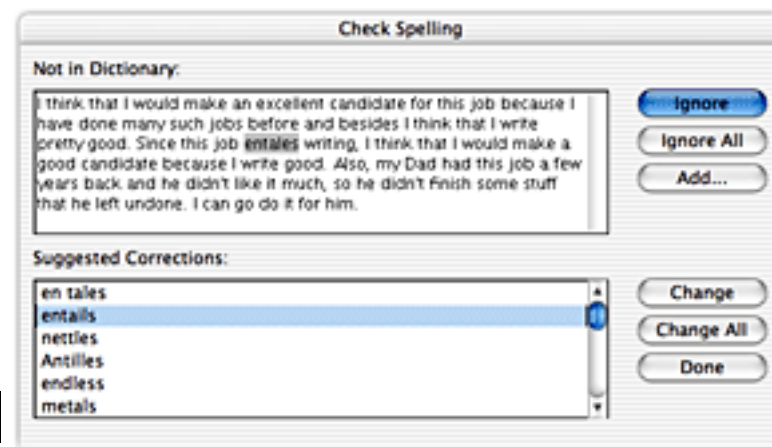 Check Spelling
Not in Dictionary:
I think that I would make an excellent candidate for this job because I
have done many such jobs before and besides I think that I write
pretty good. Since this job entales writing, I think that I would make a
good candidate because I write good. Also, my Dad had this job a few
years back and he didn't like it much, so he didn't finish some stuff
that he left undone. I can go do it for him.
Ignore
Ignore All
Add...
Suggested Corrections:
en tales
entails
nettles
Antilles
endless
metals
Change
Change All
Done